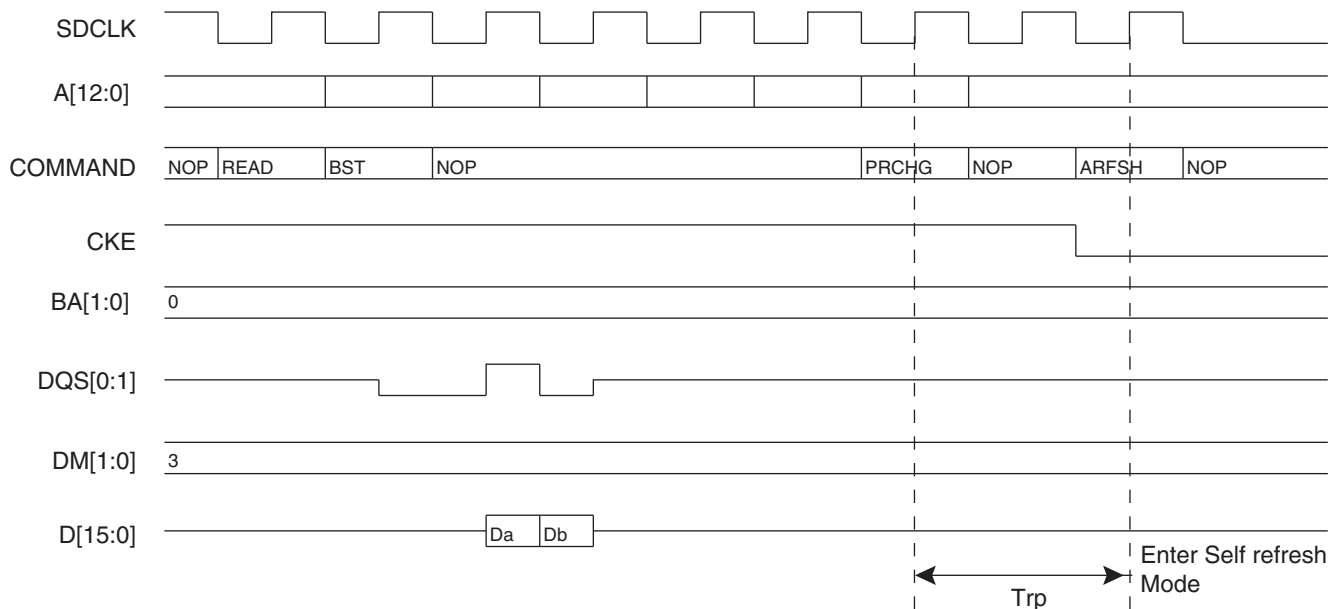 SDCLK
A[12:0]
COMMAND NOP READ BST NOP PRCHG NOP ARFSH NOP
CKE
BA[1:0] 0
DQS[0:1]
DM[1:0] 3
D[15:0] Da Db
Trp
Enter Self refresh
Mode